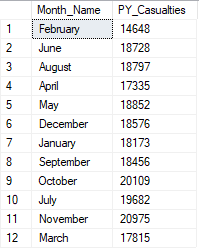 Month_Name PY_Casualties
1 February 14648
2 June 18728
3 August 18797
4 April 17335
5 May 18852
6 December 18576
7 January 18173
8 September 18456
9 October 20109
10 July 19682
11 November 20975
12 March 17815